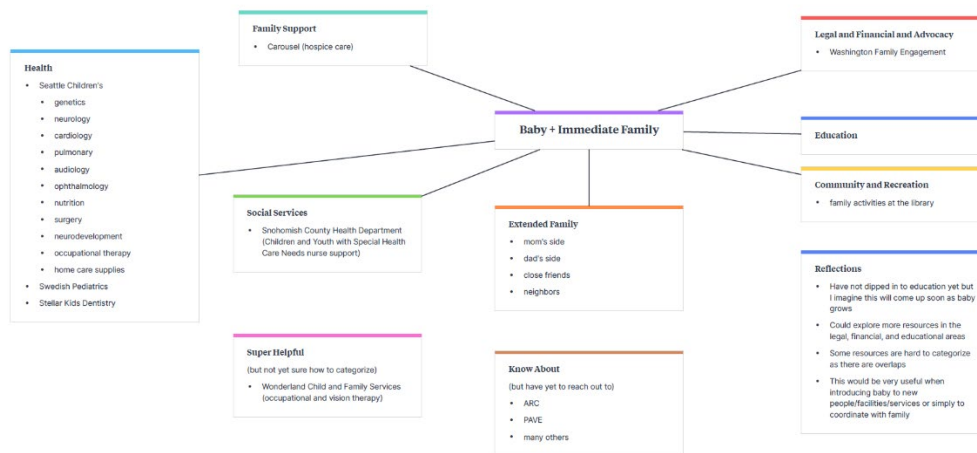 Family Support
Carousel (hospice care)
Legal and Financial and Advocacy
Washington Family Engagement
Health
Seattle Children's
genetics
neurology
cardiology
pulmonary
audiology
ophthalmology
nutrition
surgery
neurodevelopment
occupational therapy
home care supplies
Swedish Pediatrics
Stellar Kids Dentistry
Baby + Immediate Family
Education
Community and Recreation
family activities at the library
Social Services
Snohomish County Health Department
(Children and Youth with Special Health
Care Needs nurse support)
Extended Family
mom's side
dad's side
close friends
neighbors
Reflections
Have not dipped in to education yet but
I imagine this will come up soon as baby
grows
Could explore more resources in the
legal, financial, and educational areas
Some resources are hard to categorize
as there are overlaps
This would be very useful when
introducing baby to new
people/facilities/services or simply to
coordinate with family
Super Helpful
(but not yet sure how to categorize)
Wonderland Child and Family Services
(occupational and vision therapy)
Know About
(but have yet to reach out to)
ARC
PAVE
many others